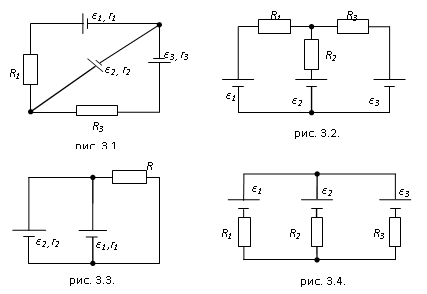 ε1, r1
R1
ε2, r2
ε3, r3
R3
рис. 3.1.
R1
R3
R2
ε1
ε2
ε3
рис. 3.2.
R
ε2, r2
ε1,r1
рис. 3.3.
ε1
ε2
ε3
R1
R2
R3
рис. 3.4.